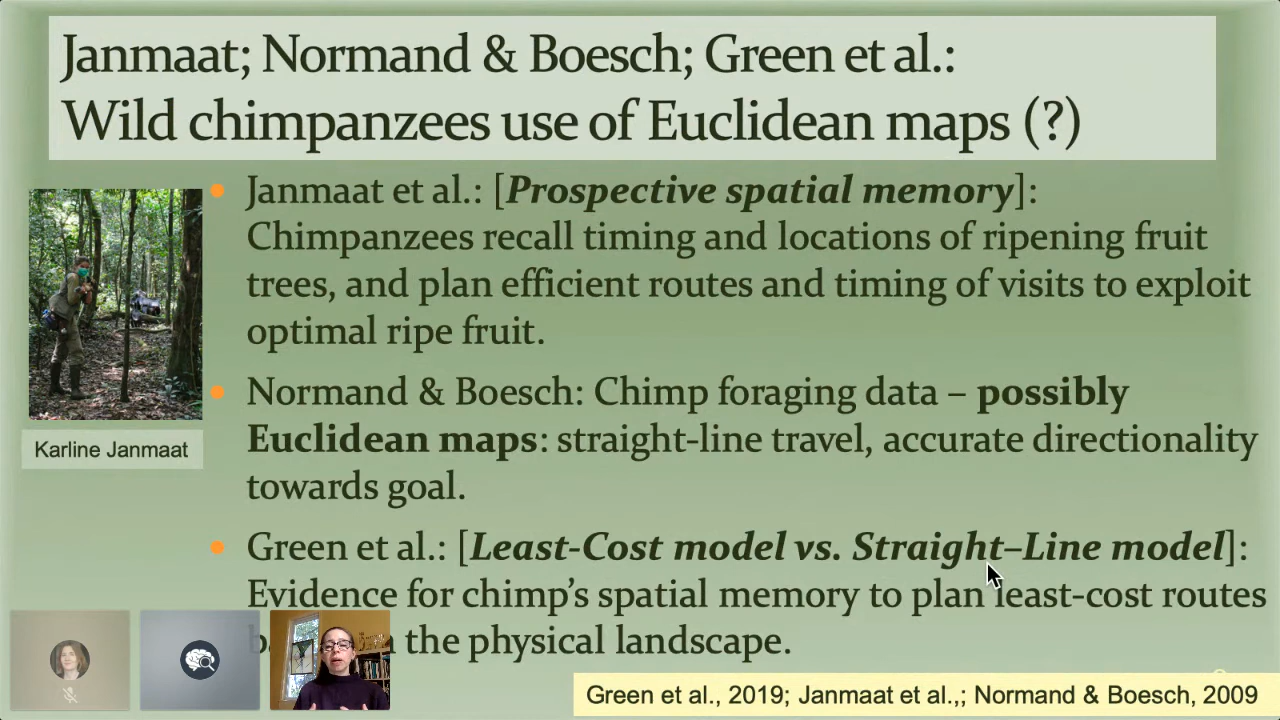 Janmaat; Normand & Boesch; Green et al.:
Wild chimpanzees use of Euclidean maps (?)
Janmaat et al.: [Prospective spatial memory]:
Chimpanzees recall timing and locations of ripening fruit
trees, and plan efficient routes and timing of visits to exploit
optimal ripe fruit.
Karline Janmaat
Normand & Boesch: Chimp foraging data – possibly
Euclidean maps: straight-line travel, accurate directionality
towards goal.
Green et al.: [Least-Cost model vs. Straight–Line model]:
Evidence for chimp’s spatial memory to plan least-cost routes
the physical landscape.
Green et al., 2019; Janmaat et al.,; Normand & Boesch, 2009